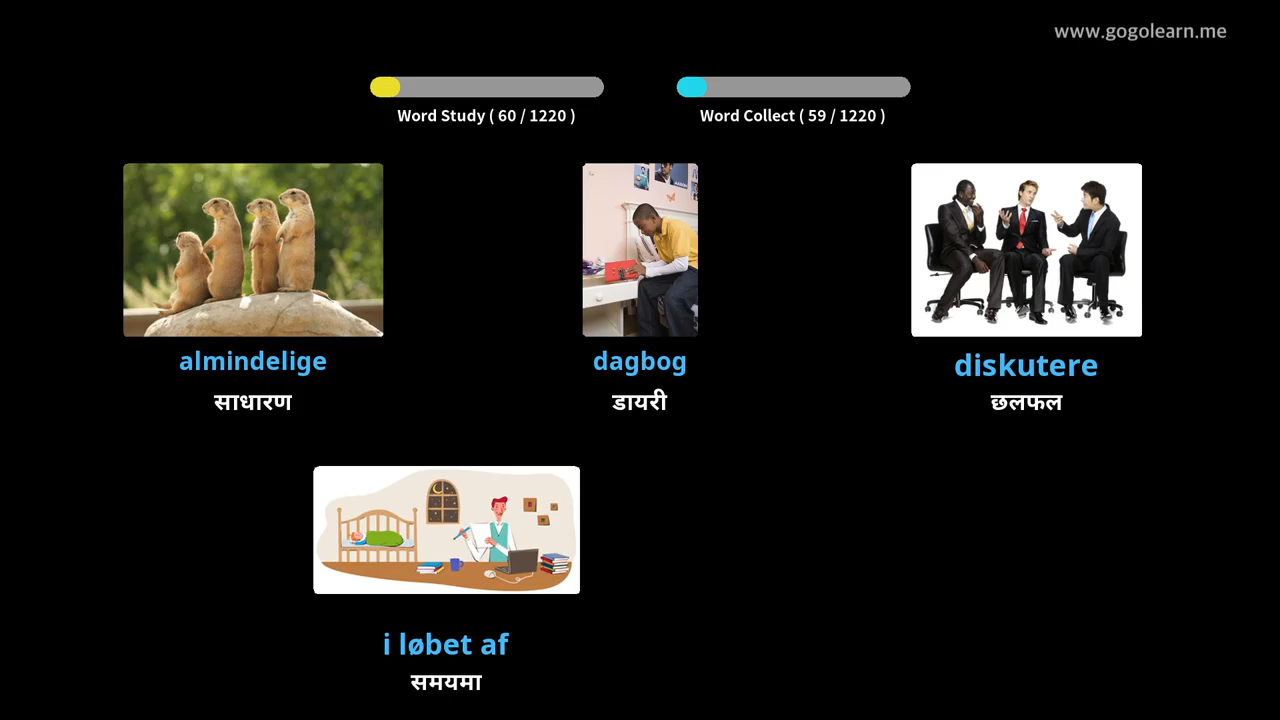 www.gogolearn.me
Word Study ( 60 / 1220 )
Word Collect ( 59 / 1220 )
almindelige
साधारण
dagbog
डायरी
diskutere
छलफल
i løbet af
समयमा